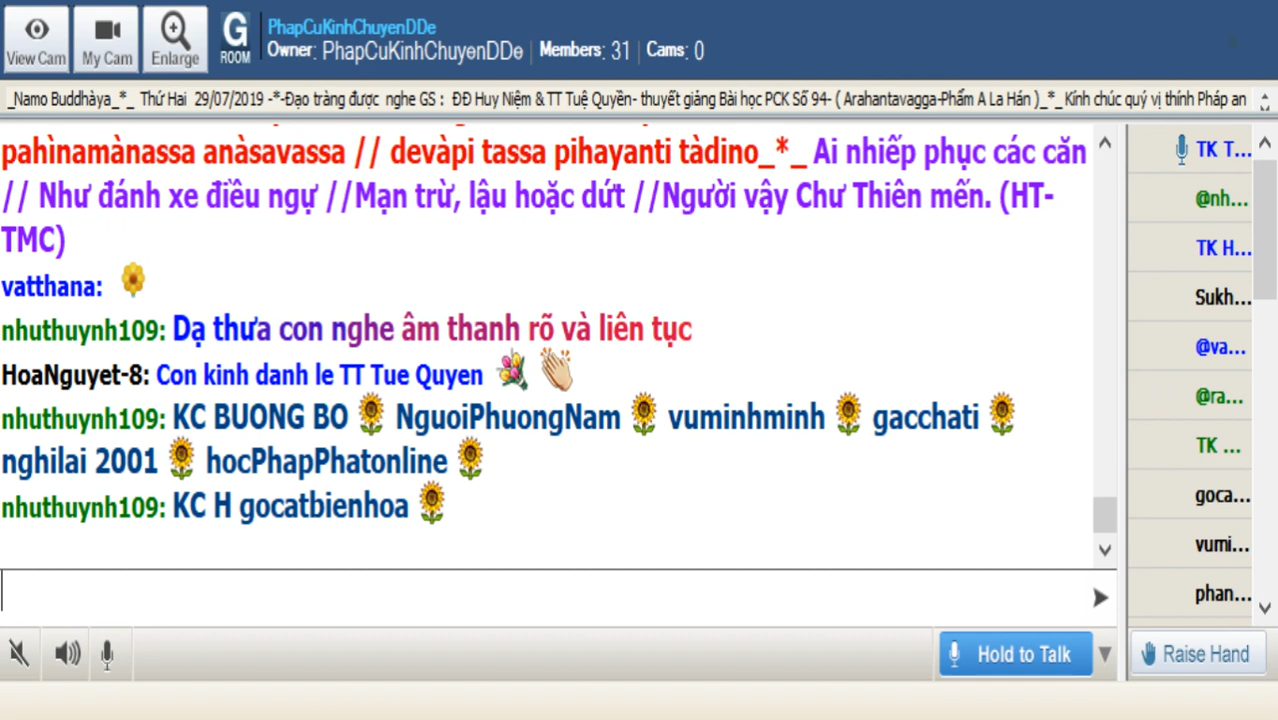 View Cam
My Cam
Enlarge
G
ROOM
PhapCuKinhChuyenDDe
Owner: PhapCuKinhChuyenDDe | Members: 31 | Cams: 0
_Namo Buddhàya_*_ Thứ Hai 29/07/2019 -*-Đạo tràng được nghe GS : ĐĐ Huy Niệm & TT Tuệ Quyền- thuyết giảng Bài học PCK Số 94- ( Arahantavagga-Phẩm A La Hán )_*_ Kính chúc quý vị thính Pháp an
pahìnamànassa anàsavassa // devàpi tassa pihayanti tàdino_*_ Ai nhiếp phục các căn
// Như đánh xe điều ngự //Mạn trừ, lậu hoặc dứt //Người vậy Chư Thiên mến. (HT-
TMC)
vatthana:
nhuthuynh109: Dạ thưa con nghe âm thanh rõ và liên tục
HoaNguyet-8: Con kinh danh le TT Tue Quyen
nhuthuynh109: KC BUONG BO NguoiPhuongNam vuminhminh gacchati
nghilai 2001 hocPhapPhatonline
nhuthuynh109: KC H gocatbienhoa
TK T...
@nh...
TK H...
Sukh...
@va...
@ra...
TK ...
goca...
vumi...
phan...
Hold to Talk
Raise Hand